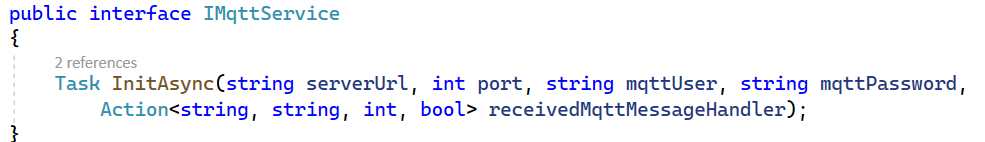 public interface IMqttService
{
2 references
Task InitAsync(string serverUrl, int port, string mqttUser, string mqttPassword,
Action<string, string, int, bool> receivedMqttMessageHandler);
}